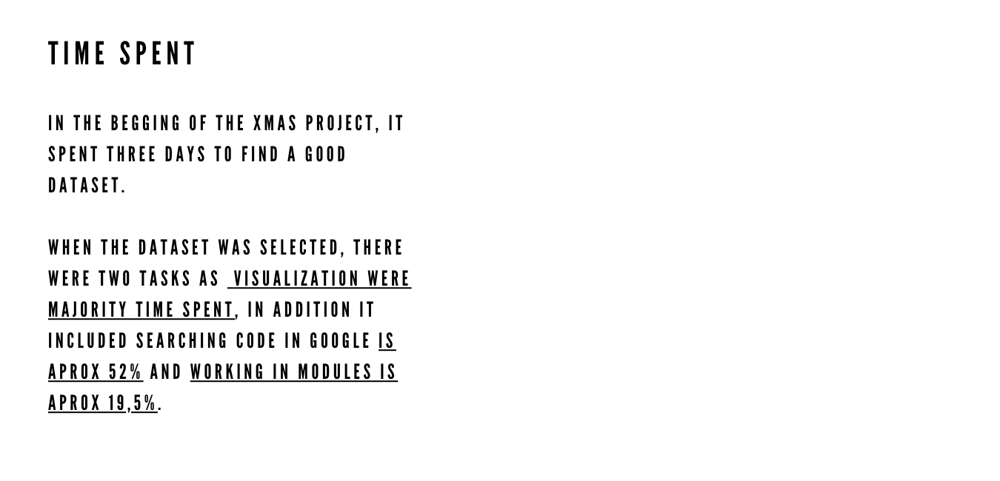 TIME SPENT
IN THE BEGGING OF THE XMAS PROJECT, IT
SPENT THREE DAYS TO FIND A GOOD
DATASET.
WHEN THE DATASET WAS SELECTED, THERE
WERE TWO TASKS AS VISUALIZATION WERE
MAJORITY TIME SPENT, IN ADDITION IT
INCLUDED SEARCHING CODE IN GOOGLE IS
APROX 52% AND WORKING IN MODULES IS
APROX 19,5%.